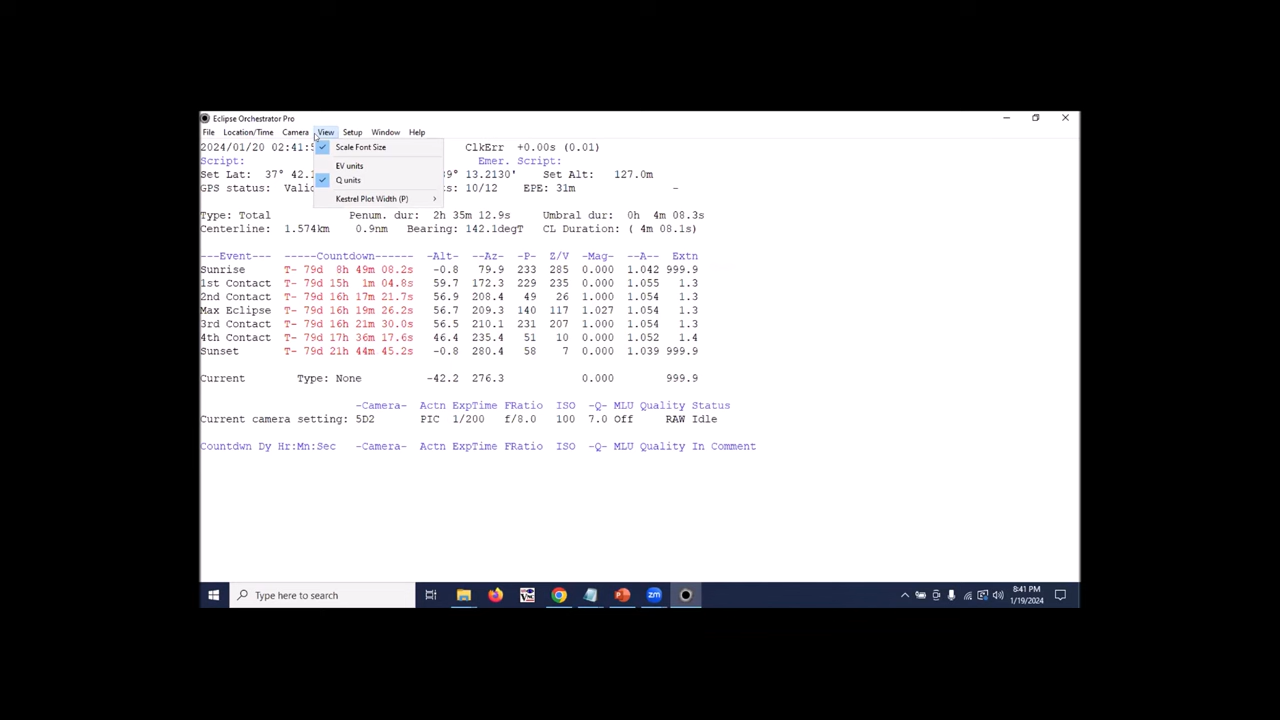 Eclipse Orchestrator Pro
File Location/Time Camera View Setup Window Help
2024/01/20 02:41:5 ClkErr +0.00s (0.01)
Scale Font Size
Script: Emer. Script:
EV units
Set Lat: 37° 42.1 9° 13.2130' Set Alt: 127.0m
Q units
GPS status: Vali s: 10/12 EPE: 31m -
Kestrel Plot Width (P)
Type: Total Penum. dur: 2h 35m 12.9s Umbral dur: 0h 4m 08.3s
Centerline: 1.574km 0.9nm Bearing: 142.1degT CL Duration: ( 4m 08.1s)
---Event--- -----Countdown------ -Alt- --Az- -P- Z/V -Mag- --A-- Extn
Sunrise T- 79d 8h 49m 08.2s -0.8 79.9 233 285 0.000 1.042 999.9
1st Contact T- 79d 15h 1m 04.8s 59.7 172.3 229 235 0.000 1.055 1.3
2nd Contact T- 79d 16h 17m 21.7s 56.9 208.4 49 26 1.000 1.054 1.3
Max Eclipse T- 79d 16h 19m 26.2s 56.7 209.3 140 117 1.027 1.054 1.3
3rd Contact T- 79d 16h 21m 30.0s 56.5 210.1 231 207 1.000 1.054 1.3
4th Contact T- 79d 17h 36m 17.6s 46.4 235.4 51 10 0.000 1.052 1.4
Sunset T- 79d 21h 44m 45.2s -0.8 280.4 58 7 0.000 1.039 999.9
Current Type: None -42.2 276.3 0.000 999.9
-Camera- Actn ExpTime FRatio ISO -Q- MLU Quality Status
Current camera setting: 5D2 PIC 1/200 f/8.0 100 7.0 Off RAW Idle
Countdwn Dy Hr:Mn:Sec -Camera- Actn ExpTime FRatio ISO -Q- MLU Quality In Comment
Type here to search
zm
8:41 PM
1/19/2024